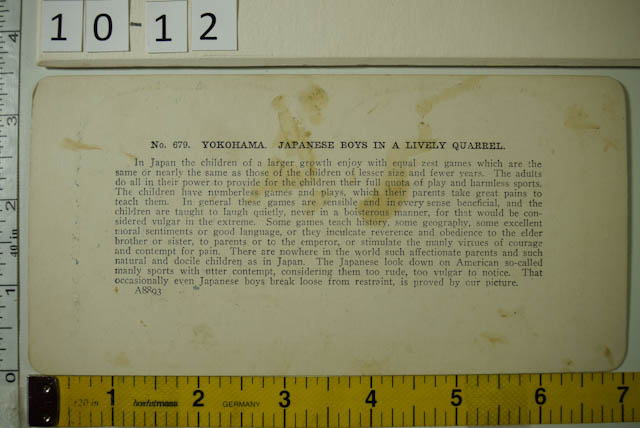 10-12
No. 679. YOKOHAMA. JAPANESE BOYS IN A LIVELY QUARREL.
In Japan the children of a larger growth enjoy with equal zest games which are the
same or nearly the same as those of the children of lesser size and fewer years. The adults
do all in their power to provide for the children their full quota of play and harmless sports.
The children have numberless games and plays, which their parents take great pains to
teach them. In general these games are sensible and in every sense beneficial, and the
children are taught to laugh quietly, never in a boisterous manner, for that would be con-
sidered vulgar in the extreme. Some games teach history, some geography, some excellent
moral sentiments or good language, or they inculcate reverence and obedience to the elder
brother or sister, to parents or to the emperor, or stimulate the manly virtues of courage
and contempt for pain. There are nowhere in the world such affectionate parents and such
natural and docile children as in Japan. The Japanese look down on American so-called
manly sports with utter contempt, considering them too rude, too vulgar to notice. That
occasionally even Japanese boys break loose from restraint, is proved by our picture.
A8893
4
3
2
40 in
1
0
120 in
1
hoechstmass
2
GERMANY
3
4
5
6
7